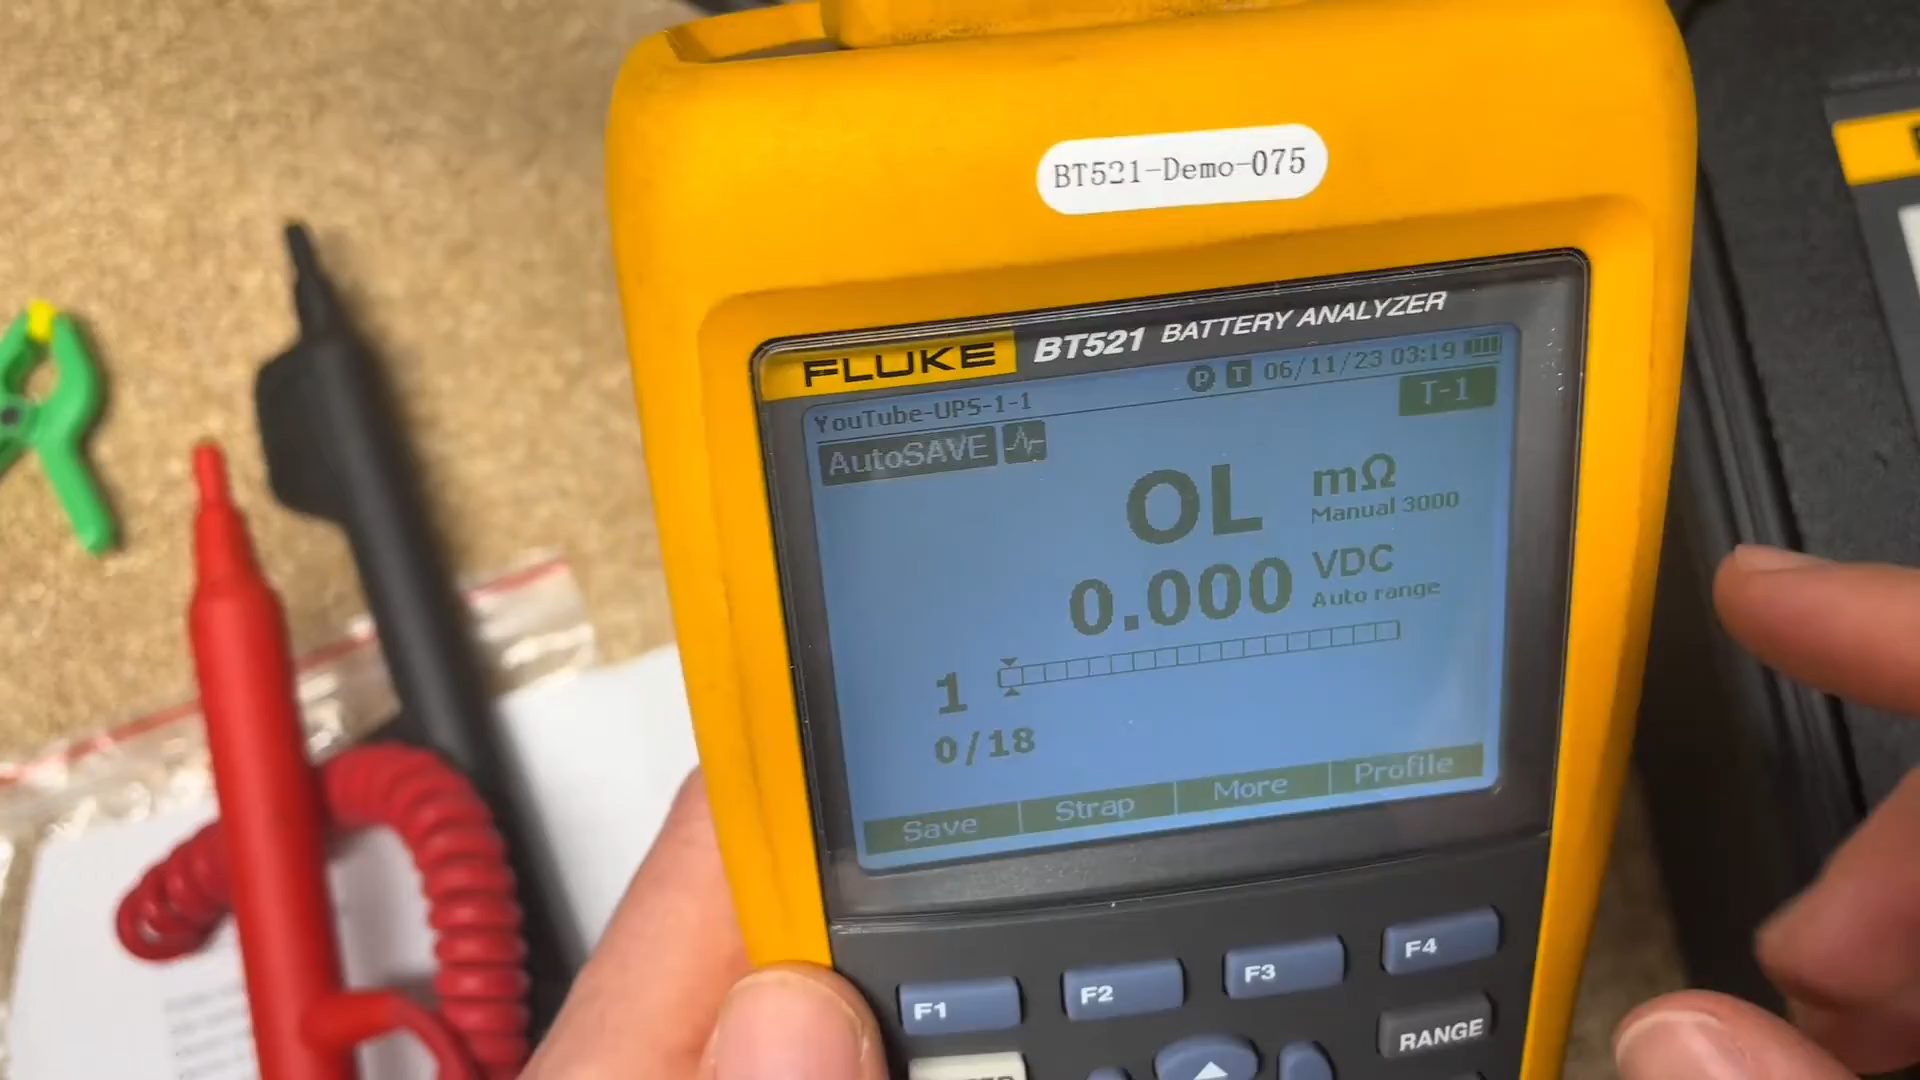 BT521-Demo-075
FLUKE BT521 BATTERY ANALYZER
P T 06/11/23 03:19
YouTube-UPS-1-1
T-1
AutoSAVE
OL mΩ
Manual 3000
0.000 VDC
Auto range
1
0/18
Save Strap More Profile
F1 F2 F3 F4
RANGE